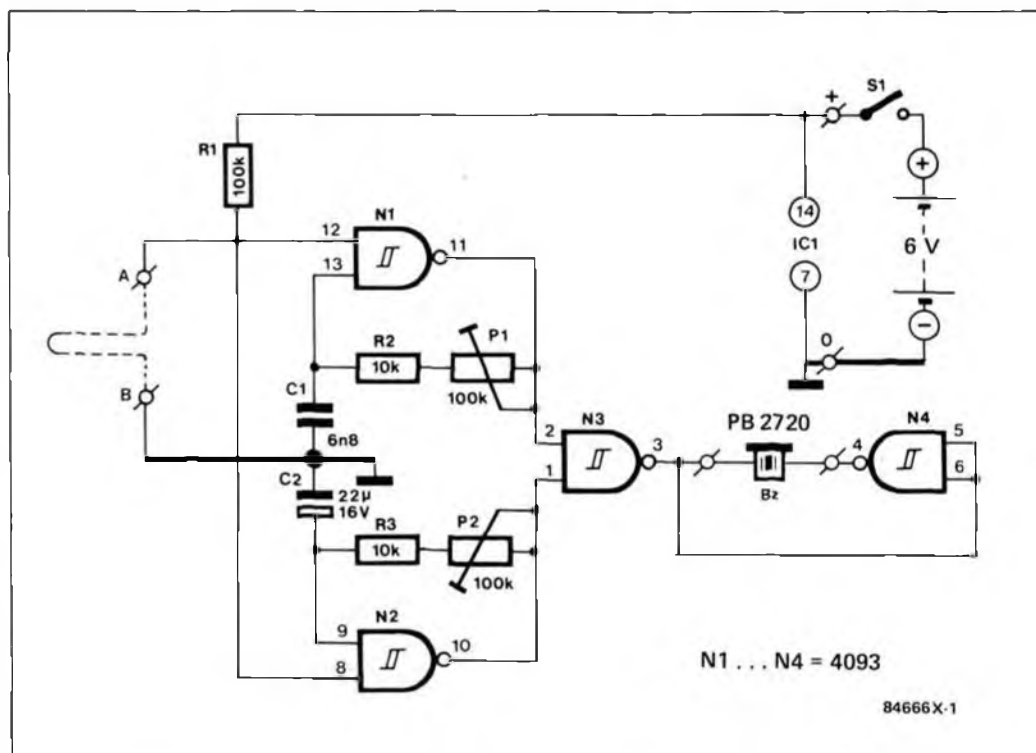 S1
+
R1
100k
N1
12
11
13
14
IC1
7
+
6 V
−
A
B
R2
10k
P1
100k
0
C1
6n8
C2
22µ
16V
N3
2
3
1
PB 2720
Bz
N4
4
5
6
R3
10k
P2
100k
N2
9
10
8
N1 . . . N4 = 4093
84666X-1